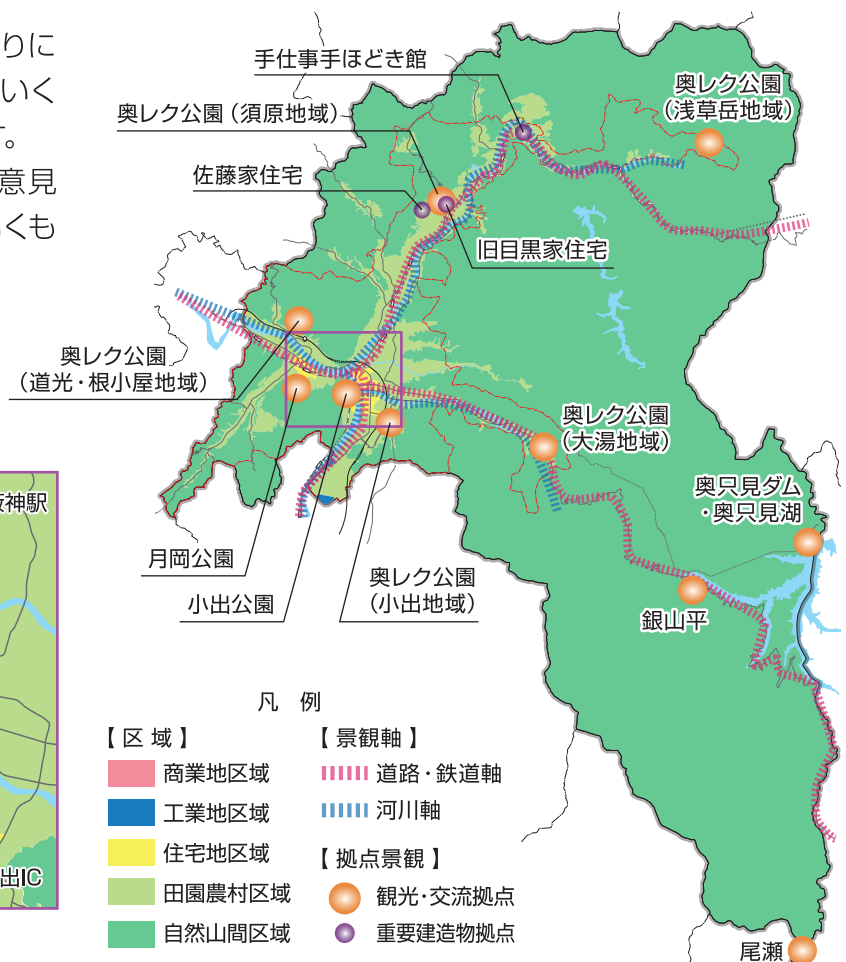 りに
いく
意見
くも
手仕事手ほどき館
奥レク公園（須原地域）
佐藤家住宅
旧目黒家住宅
奥レク公園
（浅草岳地域）
奥レク公園
（道光・根小屋地域）
奥レク公園
（大湯地域）
奥只見ダム
・奥只見湖
月岡公園
小出公園
奥レク公園
（小出地域）
銀山平
尾瀬
神駅
出IC
凡　例
【 区 域 】
商業地区域
工業地区域
住宅地区域
田園農村区域
自然山間区域
【 景観軸 】
道路・鉄道軸
河川軸
【 拠点景観 】
観光・交流拠点
重要建造物拠点